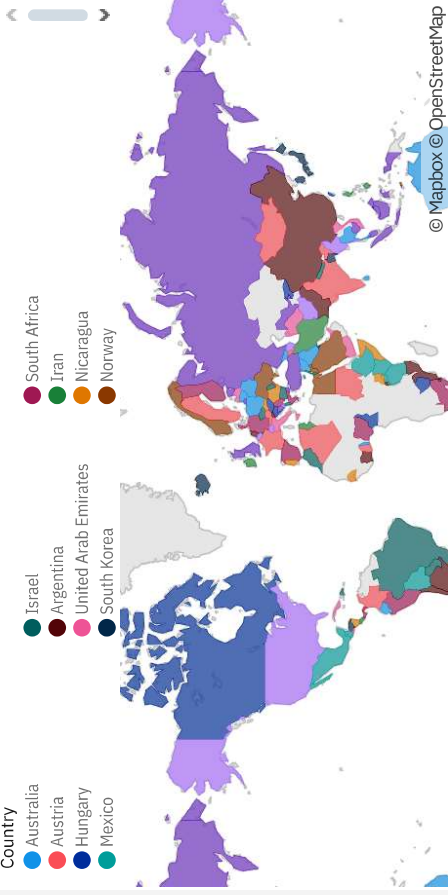 Country
Australia
Israel
South Africa
Austria
Argentina
Iran
Hungary
United Arab Emirates
Nicaragua
Mexico
South Korea
Norway
© Mapbox © OpenStreetMap